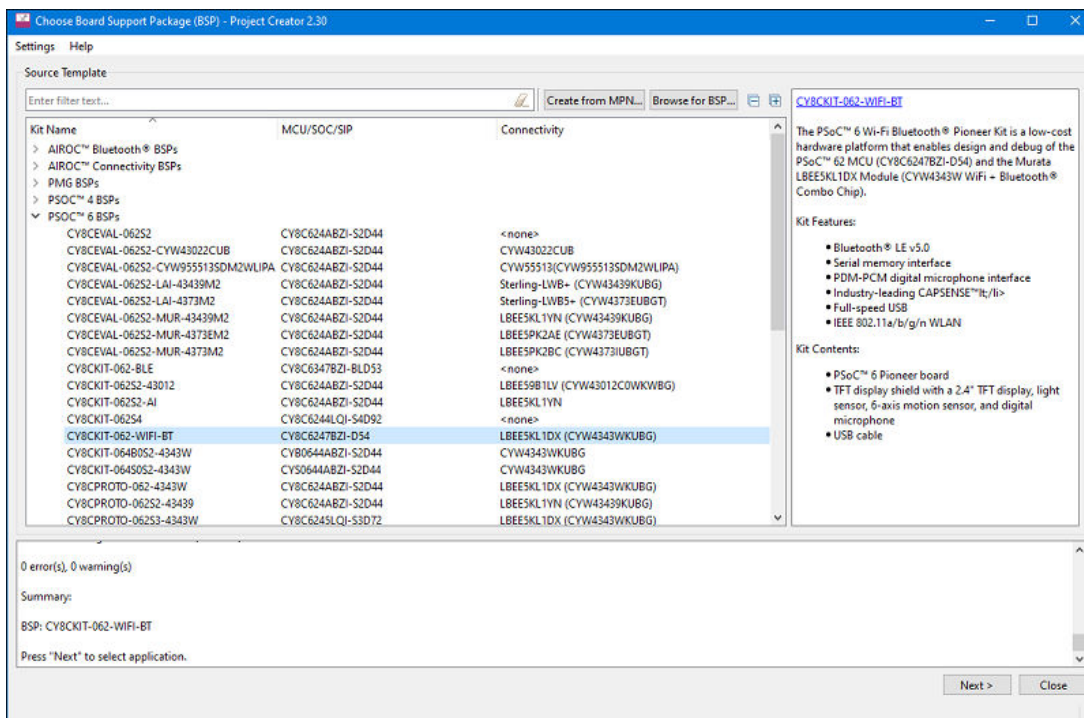 Choose Board Support Package (BSP) - Project Creator 2.30
Settings Help
Source Template
Enter filter text...
Create from MPN... Browse for BSP...
Kit Name MCU/SOC/SIP Connectivity
AIROC™ Bluetooth® BSPs
AIROC™ Connectivity BSPs
PMG BSPs
PSOC™ 4 BSPs
PSOC™ 6 BSPs
CY8CEVAL-062S2 CY8C624ABZI-S2D44 <none>
CY8CEVAL-062S2-CYW43022CUB CY8C624ABZI-S2D44 CYW43022CUB
CY8CEVAL-062S2-CYW955513SDM2WLIPA CY8C624ABZI-S2D44 CYW55513(CYW955513SDM2WLIPA)
CY8CEVAL-062S2-LAI-43439M2 CY8C624ABZI-S2D44 Sterling-LWB+ (CYW43439KUBG)
CY8CEVAL-062S2-LAI-4373M2 CY8C624ABZI-S2D44 Sterling-LWB5+ (CYW4373EUBGT)
CY8CEVAL-062S2-MUR-43439M2 CY8C624ABZI-S2D44 LBEE5KL1YN (CYW43439KUBG)
CY8CEVAL-062S2-MUR-4373EM2 CY8C624ABZI-S2D44 LBEE5PK2AE (CYW4373EUBGT)
CY8CEVAL-062S2-MUR-4373M2 CY8C624ABZI-S2D44 LBEE5PK2BC (CYW4373IUBGT)
CY8CKIT-062-BLE CY8C6347BZI-BLD53 <none>
CY8CKIT-062S2-43012 CY8C624ABZI-S2D44 LBEE59B1LV (CYW43012C0WKWBG)
CY8CKIT-062S2-AI CY8C624ABZI-S2D44 LBEE5KL1YN
CY8CKIT-062S4 CY8C6244LQI-S4D92 <none>
CY8CKIT-062-WIFI-BT CY8C6247BZI-D54 LBEE5KL1DX (CYW4343WKUBG)
CY8CKIT-064B0S2-4343W CYB0644ABZI-S2D44 CYW4343WKUBG
CY8CKIT-064S0S2-4343W CYS0644ABZI-S2D44 CYW4343WKUBG
CY8CPROTO-062-4343W CY8C624ABZI-S2D44 LBEE5KL1DX (CYW4343WKUBG)
CY8CPROTO-062S2-43439 CY8C624ABZI-S2D44 LBEE5KL1YN (CYW43439KUBG)
CY8CPROTO-062S3-4343W CY8C6245LQI-S3D72 LBEE5KL1DX (CYW4343WKUBG)
CY8CKIT-062-WIFI-BT
The PSoC™ 6 Wi-Fi Bluetooth® Pioneer Kit is a low-cost
hardware platform that enables design and debug of the
PSoC™ 62 MCU (CY8C6247BZI-D54) and the Murata
LBEE5KL1DX Module (CYW4343W WiFi + Bluetooth®
Combo Chip).
Kit Features:
Bluetooth® LE v5.0
Serial memory interface
PDM-PCM digital microphone interface
Industry-leading CAPSENSE™lt;/li>
Full-speed USB
IEEE 802.11a/b/g/n WLAN
Kit Contents:
PSoC™ 6 Pioneer board
TFT display shield with a 2.4" TFT display, light
sensor, 6-axis motion sensor, and digital
microphone
USB cable
0 error(s), 0 warning(s)
Summary:
BSP: CY8CKIT-062-WIFI-BT
Press "Next" to select application.
Next > Close